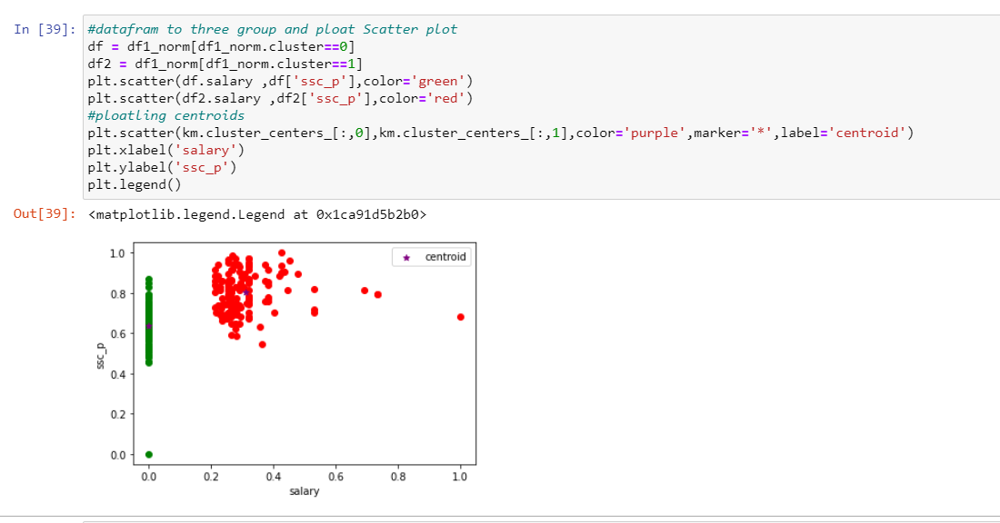 In [39]: #datafram to three group and ploat Scatter plot
df = df1_norm[df1_norm.cluster==0]
df2 = df1_norm[df1_norm.cluster==1]
plt.scatter(df.salary ,df['ssc_p'],color='green')
plt.scatter(df2.salary ,df2['ssc_p'],color='red')
#ploatling centroids
plt.scatter(km.cluster_centers_[:,0],km.cluster_centers_[:,1],color='purple',marker='*',label='centroid')
plt.xlabel('salary')
plt.ylabel('ssc_p')
plt.legend()
Out[39]: <matplotlib.legend.Legend at 0x1ca91d5b2b0>
centroid
1.0
0.8
0.6
0.4
0.2
0.0
ssc_p
0.0 0.2 0.4 0.6 0.8 1.0
salary